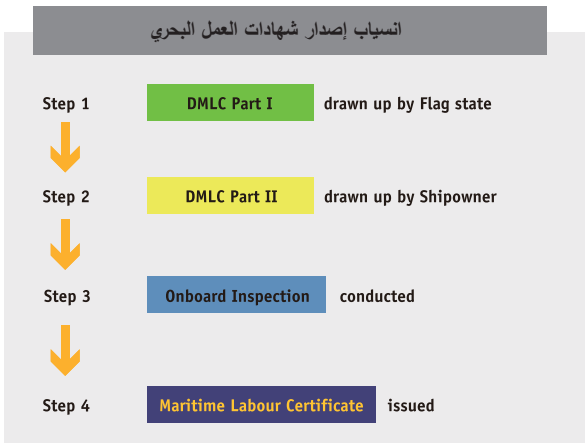 انسياب إصدار شهادات العمل البحري
Step 1 DMLC Part I drawn up by Flag state
Step 2 DMLC Part II drawn up by Shipowner
Step 3 Onboard Inspection conducted
Step 4 Maritime Labour Certificate issued